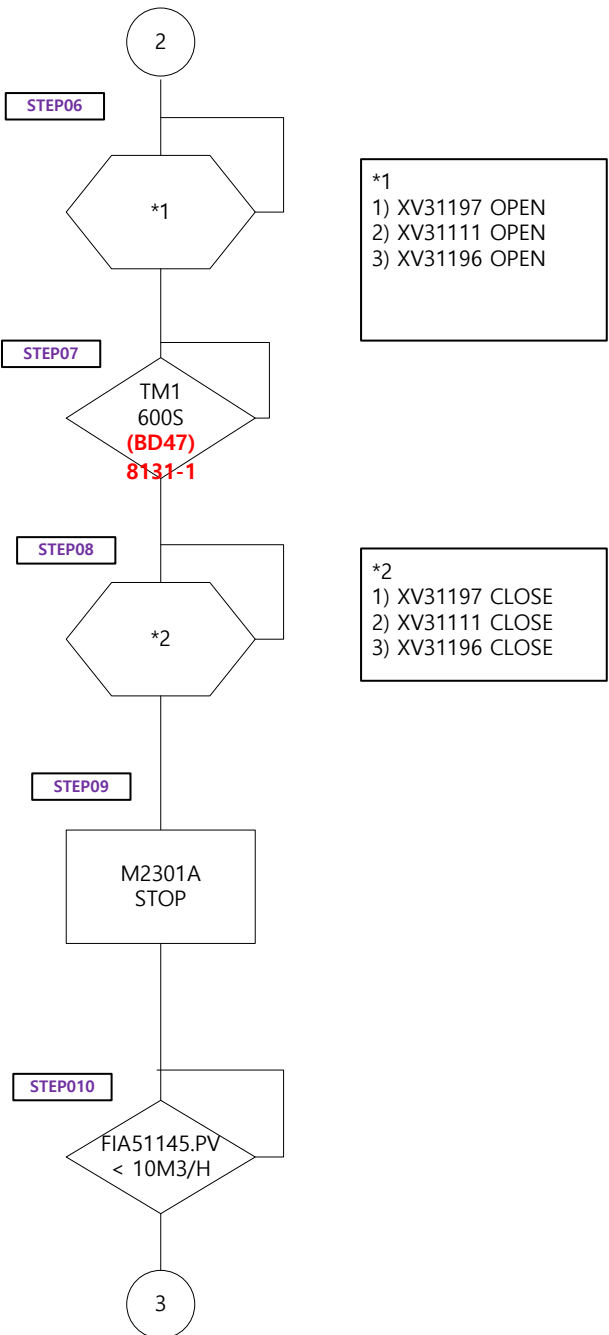 2
STEP06
*1
*1
1) XV31197 OPEN
2) XV31111 OPEN
3) XV31196 OPEN
STEP07
TM1
600S
(BD47)
8131-1
STEP08
*2
*2
1) XV31197 CLOSE
2) XV31111 CLOSE
3) XV31196 CLOSE
STEP09
M2301A
STOP
STEP010
FIA51145.PV
< 10M3/H
3